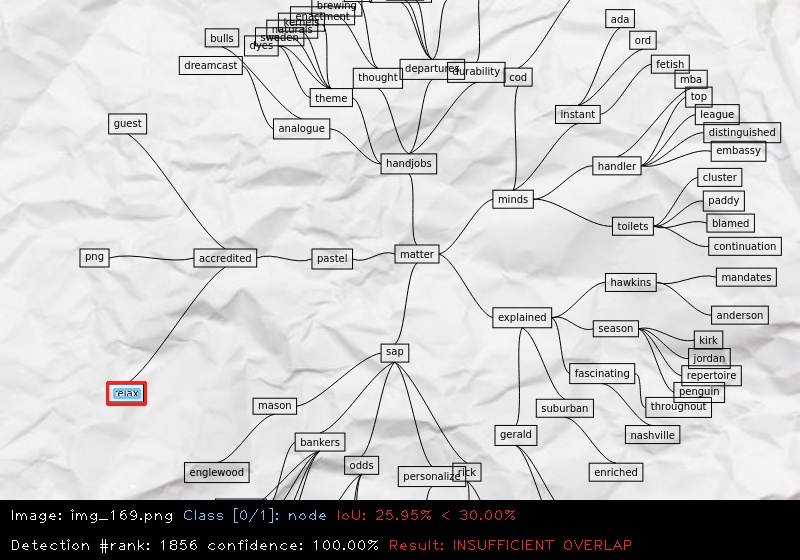 brewing
enactment
kernels
naturals
sweden
dyes
bulls
dreamcast
ada
ord
fetish
mba
top
league
distinguished
embassy
thought
departures
durability
cod
theme
instant
analogue
guest
handjobs
handler
cluster
paddy
blamed
continuation
minds
toilets
png
accredited
pastel
matter
hawkins
mandates
anderson
explained
season
kirk
jordan
repertoire
penguin
throughout
sap
fascinating
relax
mason
suburban
nashville
bankers
gerald
englewood
odds
personalize
rick
enriched
Image: img_169.png Class [0/1]: node IoU: 25.95% < 30.00%
Detection #rank: 1856 confidence: 100.00% Result: INSUFFICIENT OVERLAP